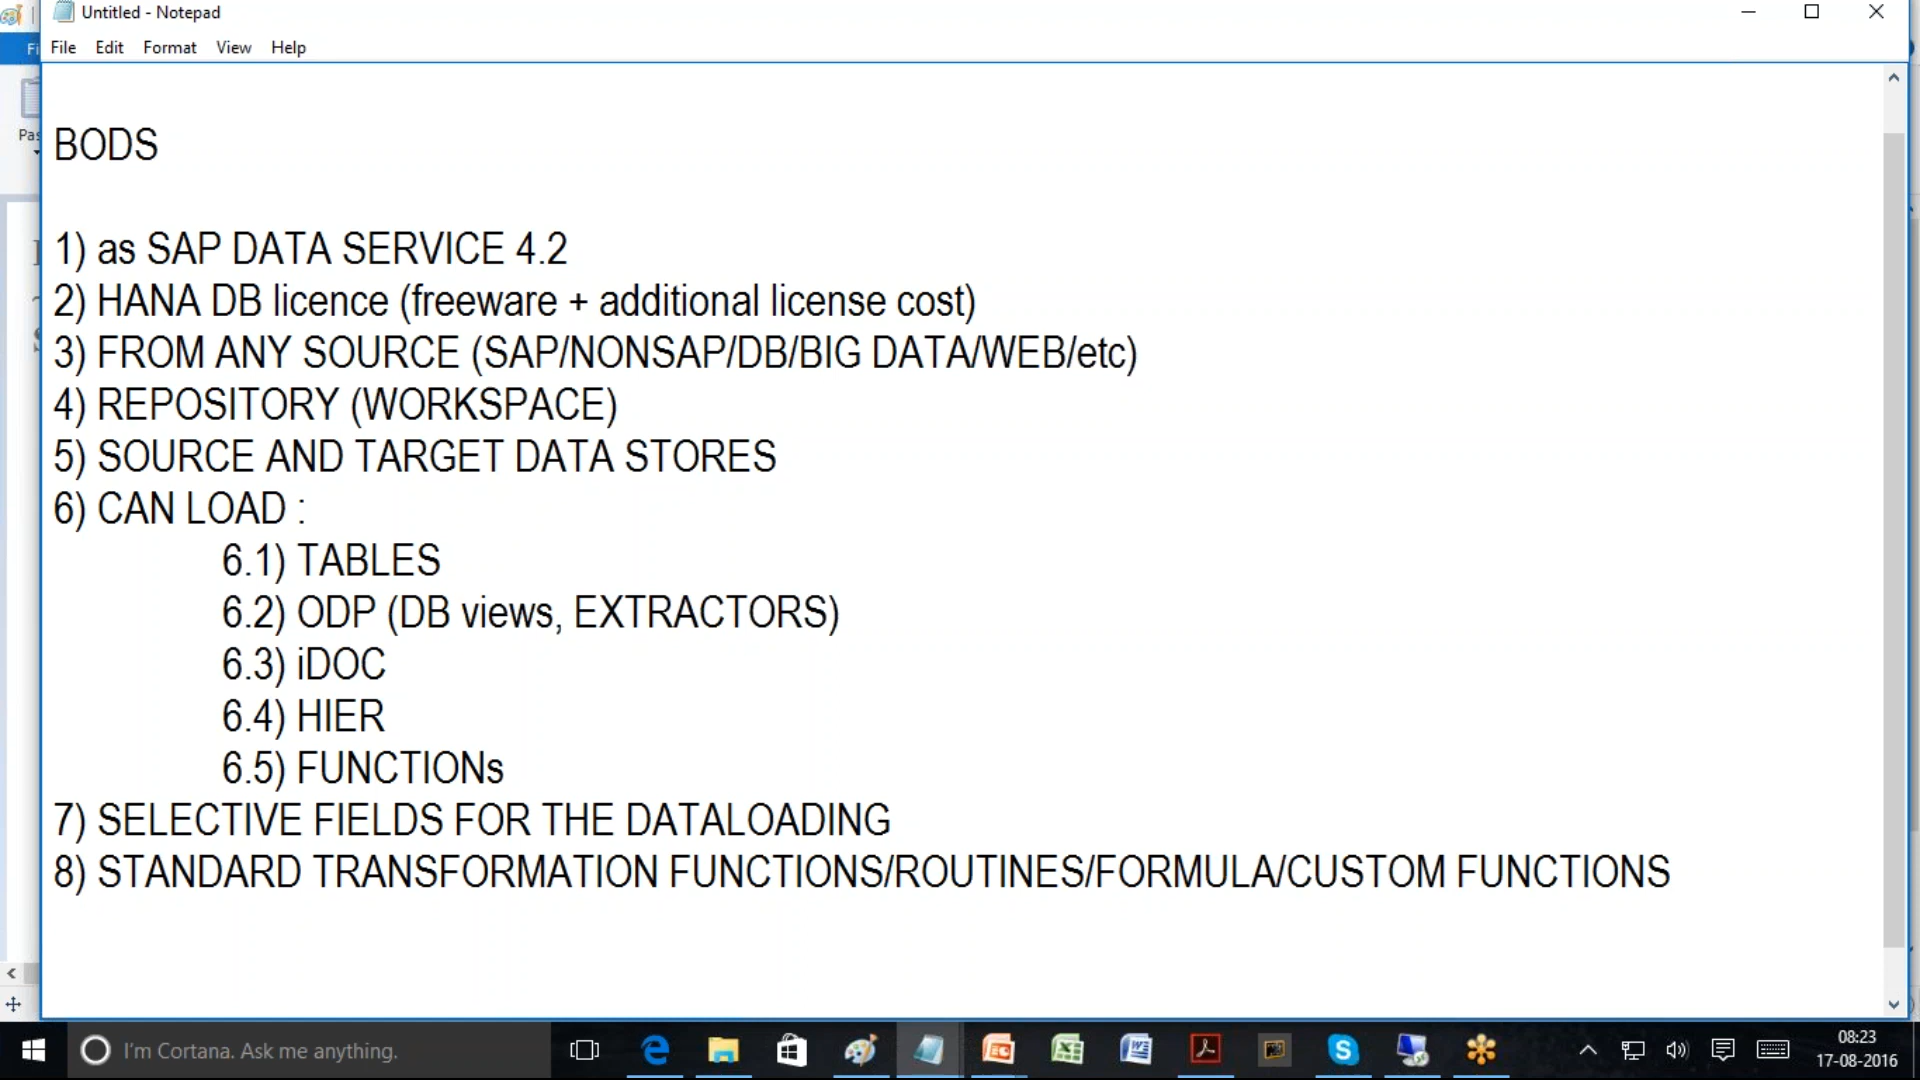 Untitled - Notepad
Fi
File Edit Format View Help
Pas
BODS
1) as SAP DATA SERVICE 4.2
2) HANA DB licence (freeware + additional license cost)
3) FROM ANY SOURCE (SAP/NONSAP/DB/BIG DATA/WEB/etc)
4) REPOSITORY (WORKSPACE)
5) SOURCE AND TARGET DATA STORES
6) CAN LOAD :
6.1) TABLES
6.2) ODP (DB views, EXTRACTORS)
6.3) iDOC
6.4) HIER
6.5) FUNCTIONs
7) SELECTIVE FIELDS FOR THE DATALOADING
8) STANDARD TRANSFORMATION FUNCTIONS/ROUTINES/FORMULA/CUSTOM FUNCTIONS
I'm Cortana. Ask me anything.
08:23
17-08-2016